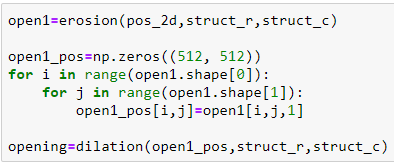 open1=erosion(pos_2d,struct_r,struct_c)
open1_pos=np.zeros((512, 512))
for i in range(open1.shape[0]):
    for j in range(open1.shape[1]):
        open1_pos[i,j]=open1[i,j,1]
opening=dilation(open1_pos,struct_r,struct_c)